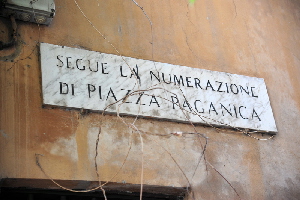 SEGUE LA NUMERAZIONE
DI PIAZZA PAGANICA